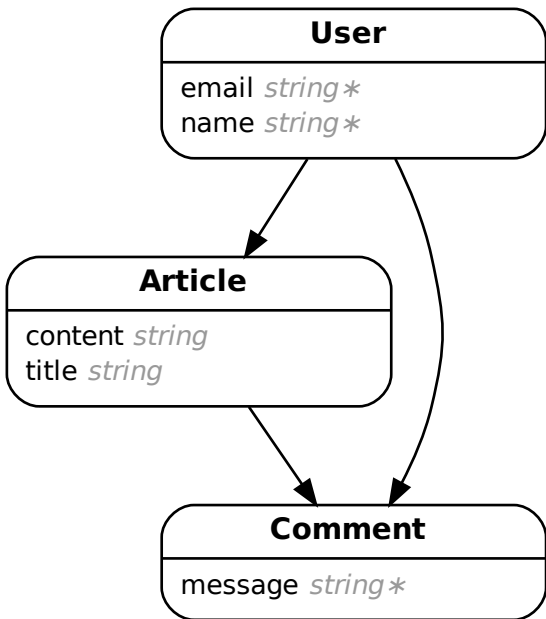 User
email string∗
name string∗
Article
content string
title string
Comment
message string∗